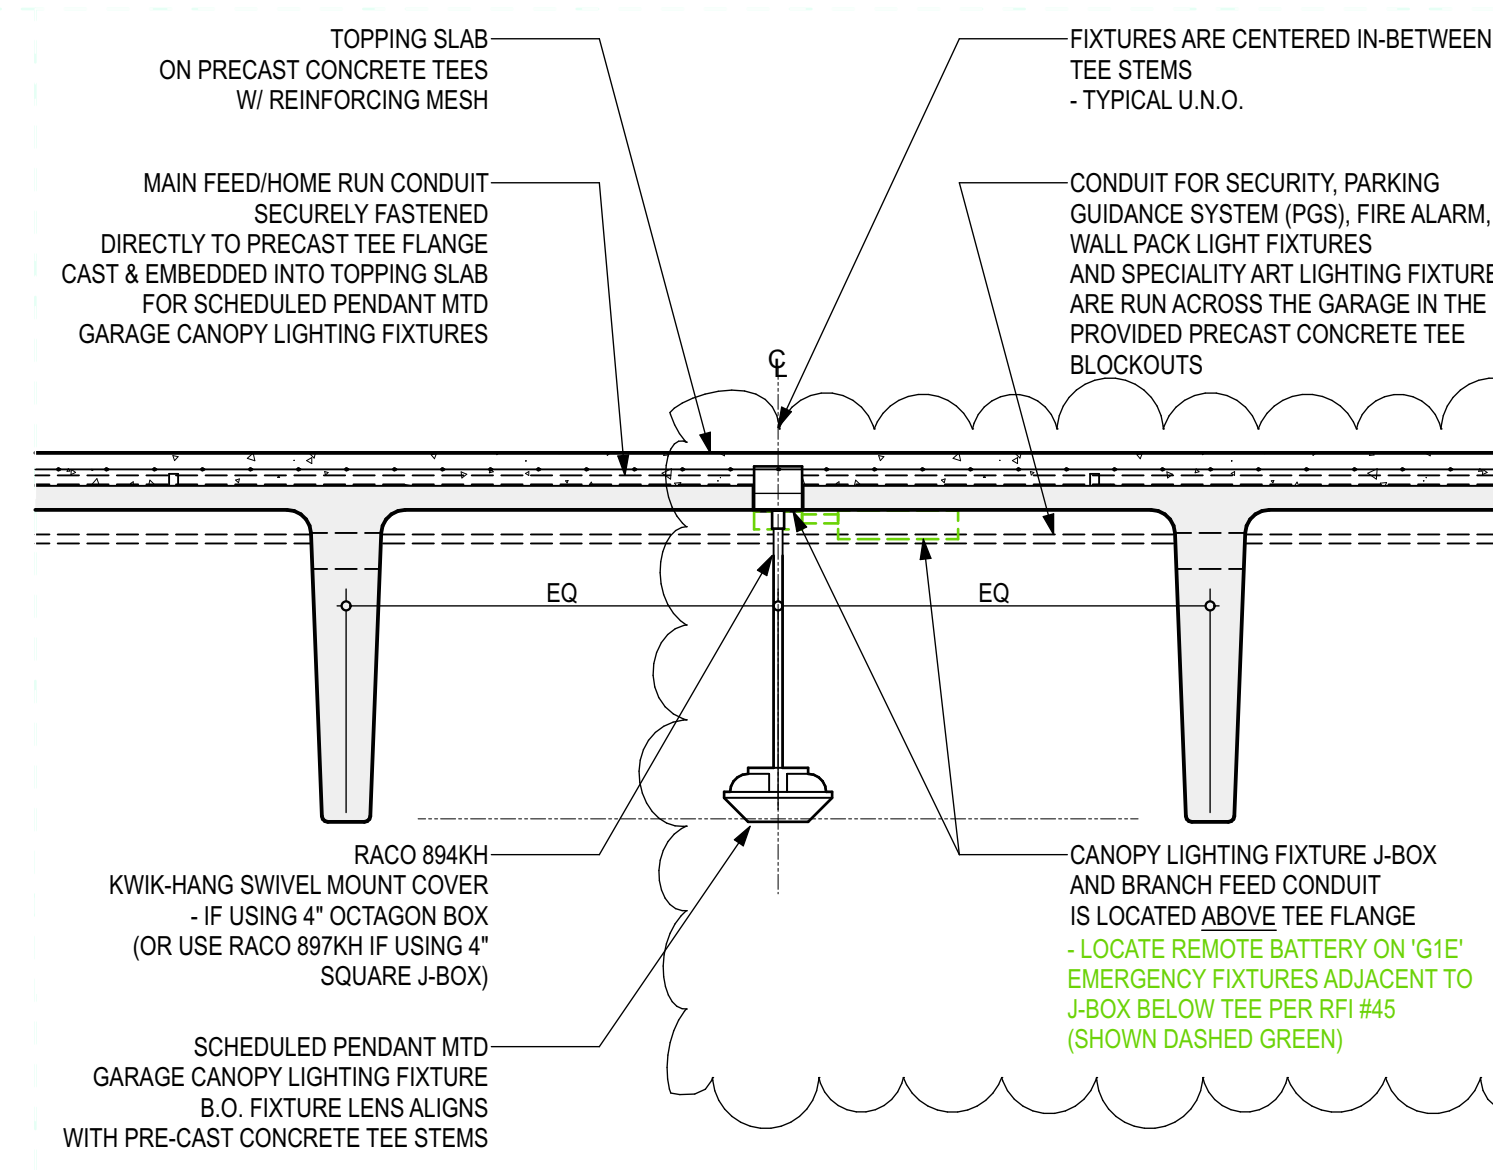 TOPPING SLAB
ON PRECAST CONCRETE TEES
W/ REINFORCING MESH
MAIN FEED/HOME RUN CONDUIT
SECURELY FASTENED
DIRECTLY TO PRECAST TEE FLANGE
CAST & EMBEDDED INTO TOPPING SLAB
FOR SCHEDULED PENDANT MTD
GARAGE CANOPY LIGHTING FIXTURES
FIXTURES ARE CENTERED IN-BETWEEN
TEE STEMS
- TYPICAL U.N.O.
CONDUIT FOR SECURITY, PARKING
GUIDANCE SYSTEM (PGS), FIRE ALARM,
WALL PACK LIGHT FIXTURES
AND SPECIALITY ART LIGHTING FIXTURE
ARE RUN ACROSS THE GARAGE IN THE
PROVIDED PRECAST CONCRETE TEE
BLOCKOUTS
℄
EQ
EQ
RACO 894KH
KWIK-HANG SWIVEL MOUNT COVER
- IF USING 4" OCTAGON BOX
(OR USE RACO 897KH IF USING 4"
SQUARE J-BOX)
SCHEDULED PENDANT MTD
GARAGE CANOPY LIGHTING FIXTURE
B.O. FIXTURE LENS ALIGNS
WITH PRE-CAST CONCRETE TEE STEMS
CANOPY LIGHTING FIXTURE J-BOX
AND BRANCH FEED CONDUIT
IS LOCATED ABOVE TEE FLANGE
- LOCATE REMOTE BATTERY ON 'G1E'
EMERGENCY FIXTURES ADJACENT TO
J-BOX BELOW TEE PER RFI #45
(SHOWN DASHED GREEN)